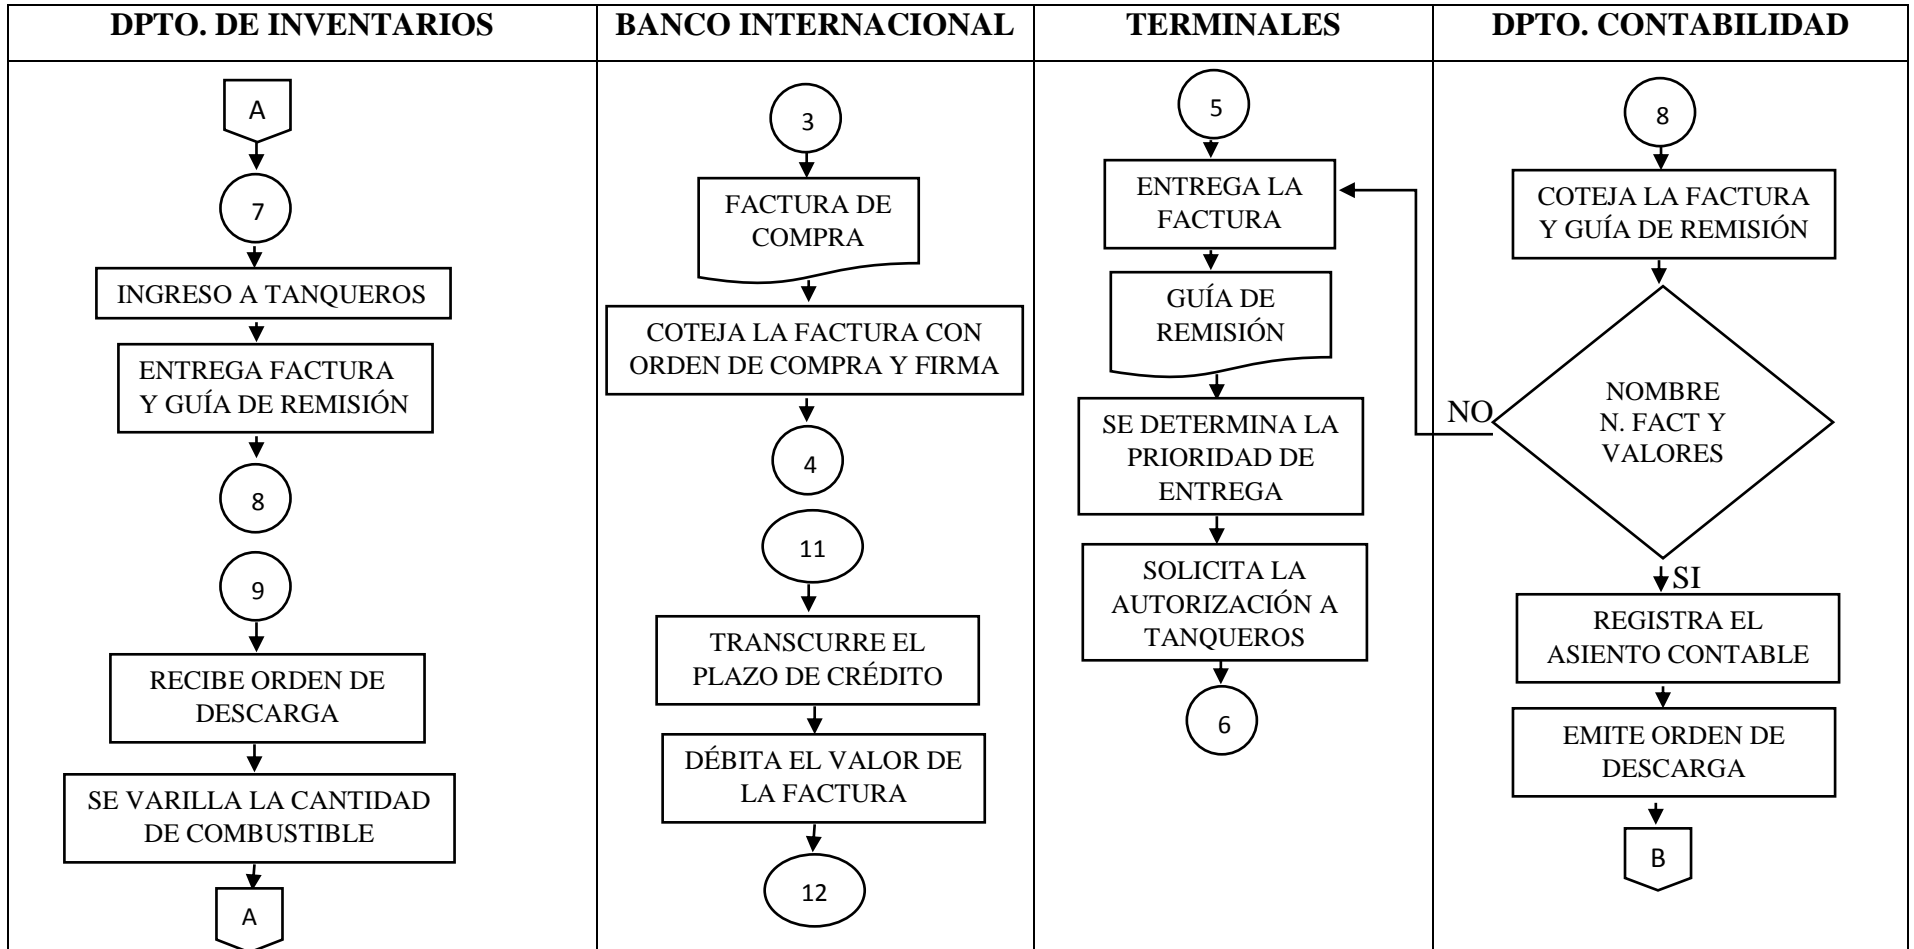 DPTO. DE INVENTARIOS
BANCO INTERNACIONAL
TERMINALES
DPTO. CONTABILIDAD
A
7
INGRESO A TANQUEROS
ENTREGA FACTURA
Y GUÍA DE REMISIÓN
8
9
RECIBE ORDEN DE
DESCARGA
SE VARILLA LA CANTIDAD
DE COMBUSTIBLE
A
3
FACTURA DE
COMPRA
COTEJA LA FACTURA CON
ORDEN DE COMPRA Y FIRMA
4
11
TRANSCURRE EL
PLAZO DE CRÉDITO
DÉBITA EL VALOR DE
LA FACTURA
12
5
ENTREGA LA
FACTURA
GUÍA DE
REMISIÓN
SE DETERMINA LA
PRIORIDAD DE
ENTREGA
SOLICITA LA
AUTORIZACIÓN A
TANQUEROS
6
8
COTEJA LA FACTURA
Y GUÍA DE REMISIÓN
NOMBRE
N. FACT Y
VALORES
NO
SI
REGISTRA EL
ASIENTO CONTABLE
EMITE ORDEN DE
DESCARGA
B